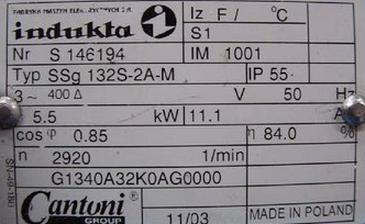 FABRYKA MASZYN ELEKTRYCZNYCH S.A.
indukta
Iz F / °C
S1
Nr S 146194 IM 1001
Typ SSg 132S-2A-M IP 55
3~ 400 Δ V 50 Hz
5.5 kW 11.1 A
cos φ 0.85 η 84.0 %
n 2920 1/min
G1340A32K0AG0000
Cantoni
GROUP
11/03
MADE IN POLAND